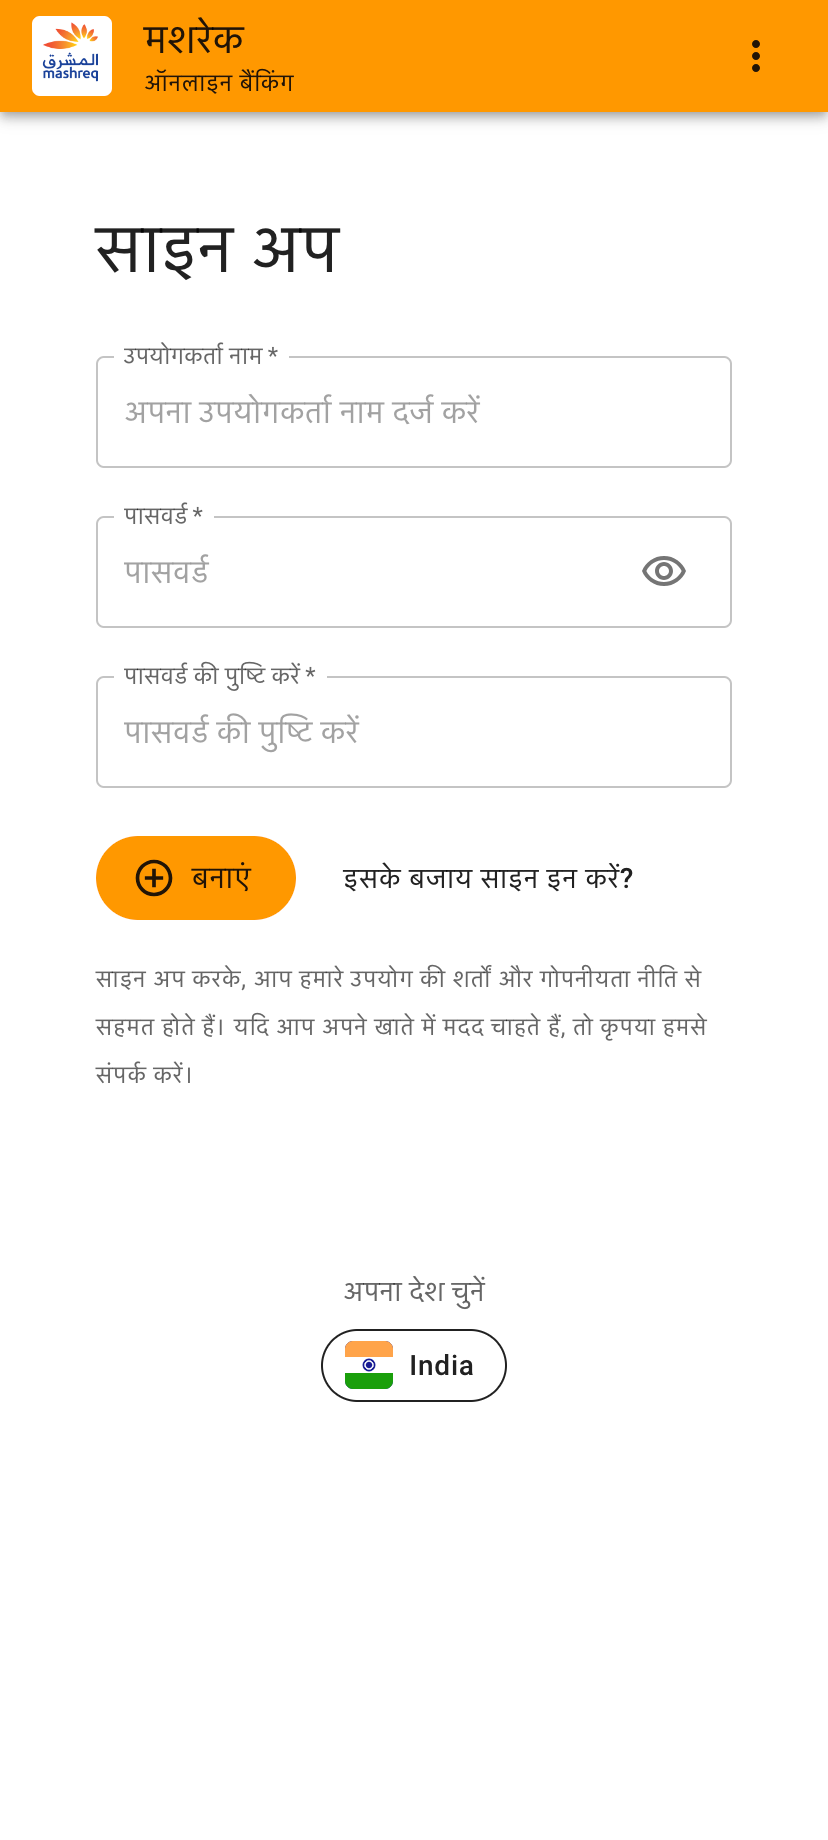 المشرق
mashreq
मशरेक
ऑनलाइन बैंकिंग
साइन अप
उपयोगकर्ता नाम *
अपना उपयोगकर्ता नाम दर्ज करें
पासवर्ड *
पासवर्ड
पासवर्ड की पुष्टि करें *
पासवर्ड की पुष्टि करें
बनाएं
इसके बजाय साइन इन करें?
साइन अप करके, आप हमारे उपयोग की शर्तों और गोपनीयता नीति से
सहमत होते हैं। यदि आप अपने खाते में मदद चाहते हैं, तो कृपया हमसे
संपर्क करें।
अपना देश चुनें
India